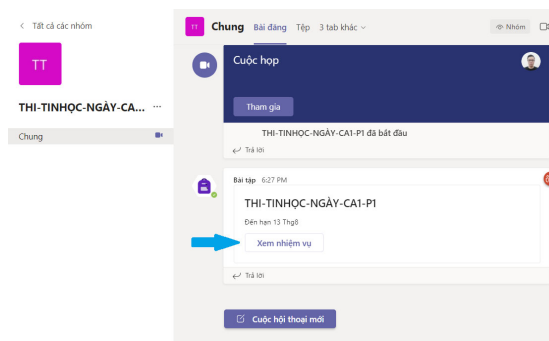 Tất cả các nhóm
TT
THI-TINHỌC-NGÀY-CA... ...
Chung
TT Chung Bài đăng Tệp 3 tab khác Nhóm
Cuộc họp
Tham gia
THI-TINHỌC-NGÀY-CA1-P1 đã bắt đầu
Trả lời
Bài tập 6:27 PM
THI-TINHỌC-NGÀY-CA1-P1
Đến hạn 13 Thg8
Xem nhiệm vụ
Trả lời
Cuộc hội thoại mới